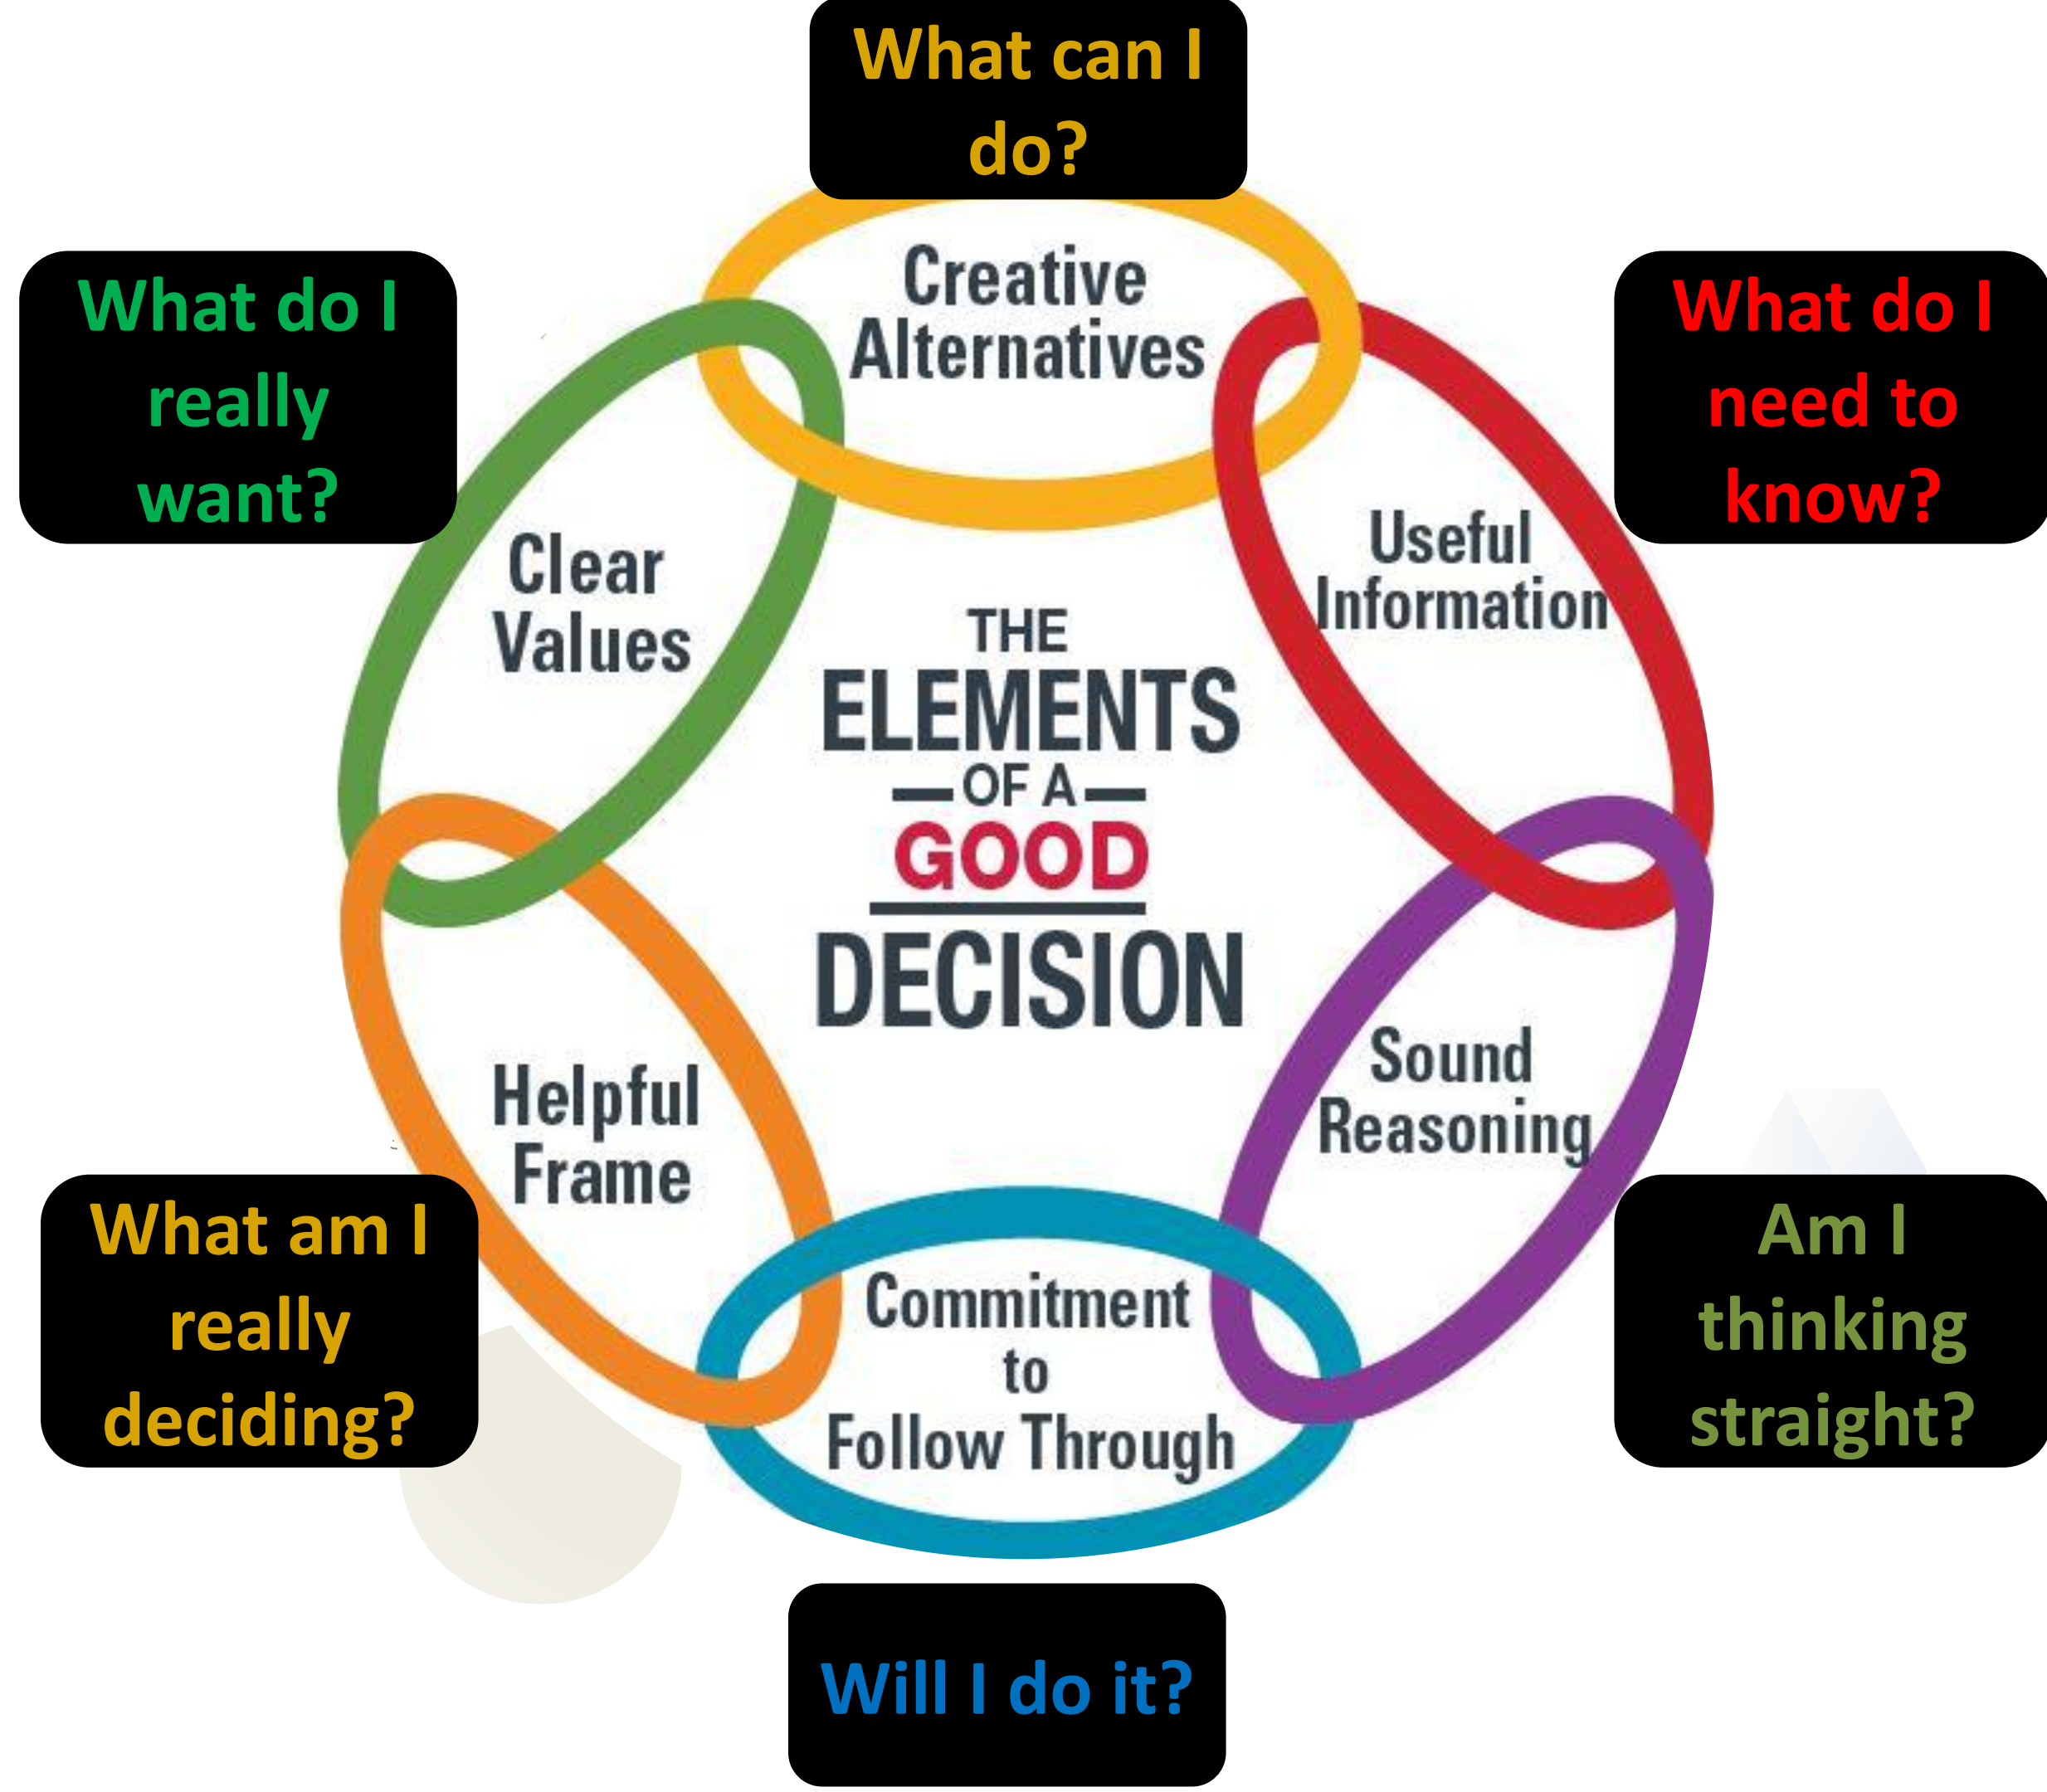 What can I
do?
Creative
Alternatives
What do I
really
want?
What do I
need to
know?
Clear
Values
Useful
Information
THE
ELEMENTS
OF A
GOOD
DECISION
Helpful
Frame
Sound
Reasoning
What am I
really
deciding?
Am I
thinking
straight?
Commitment
to
Follow Through
Will I do it?